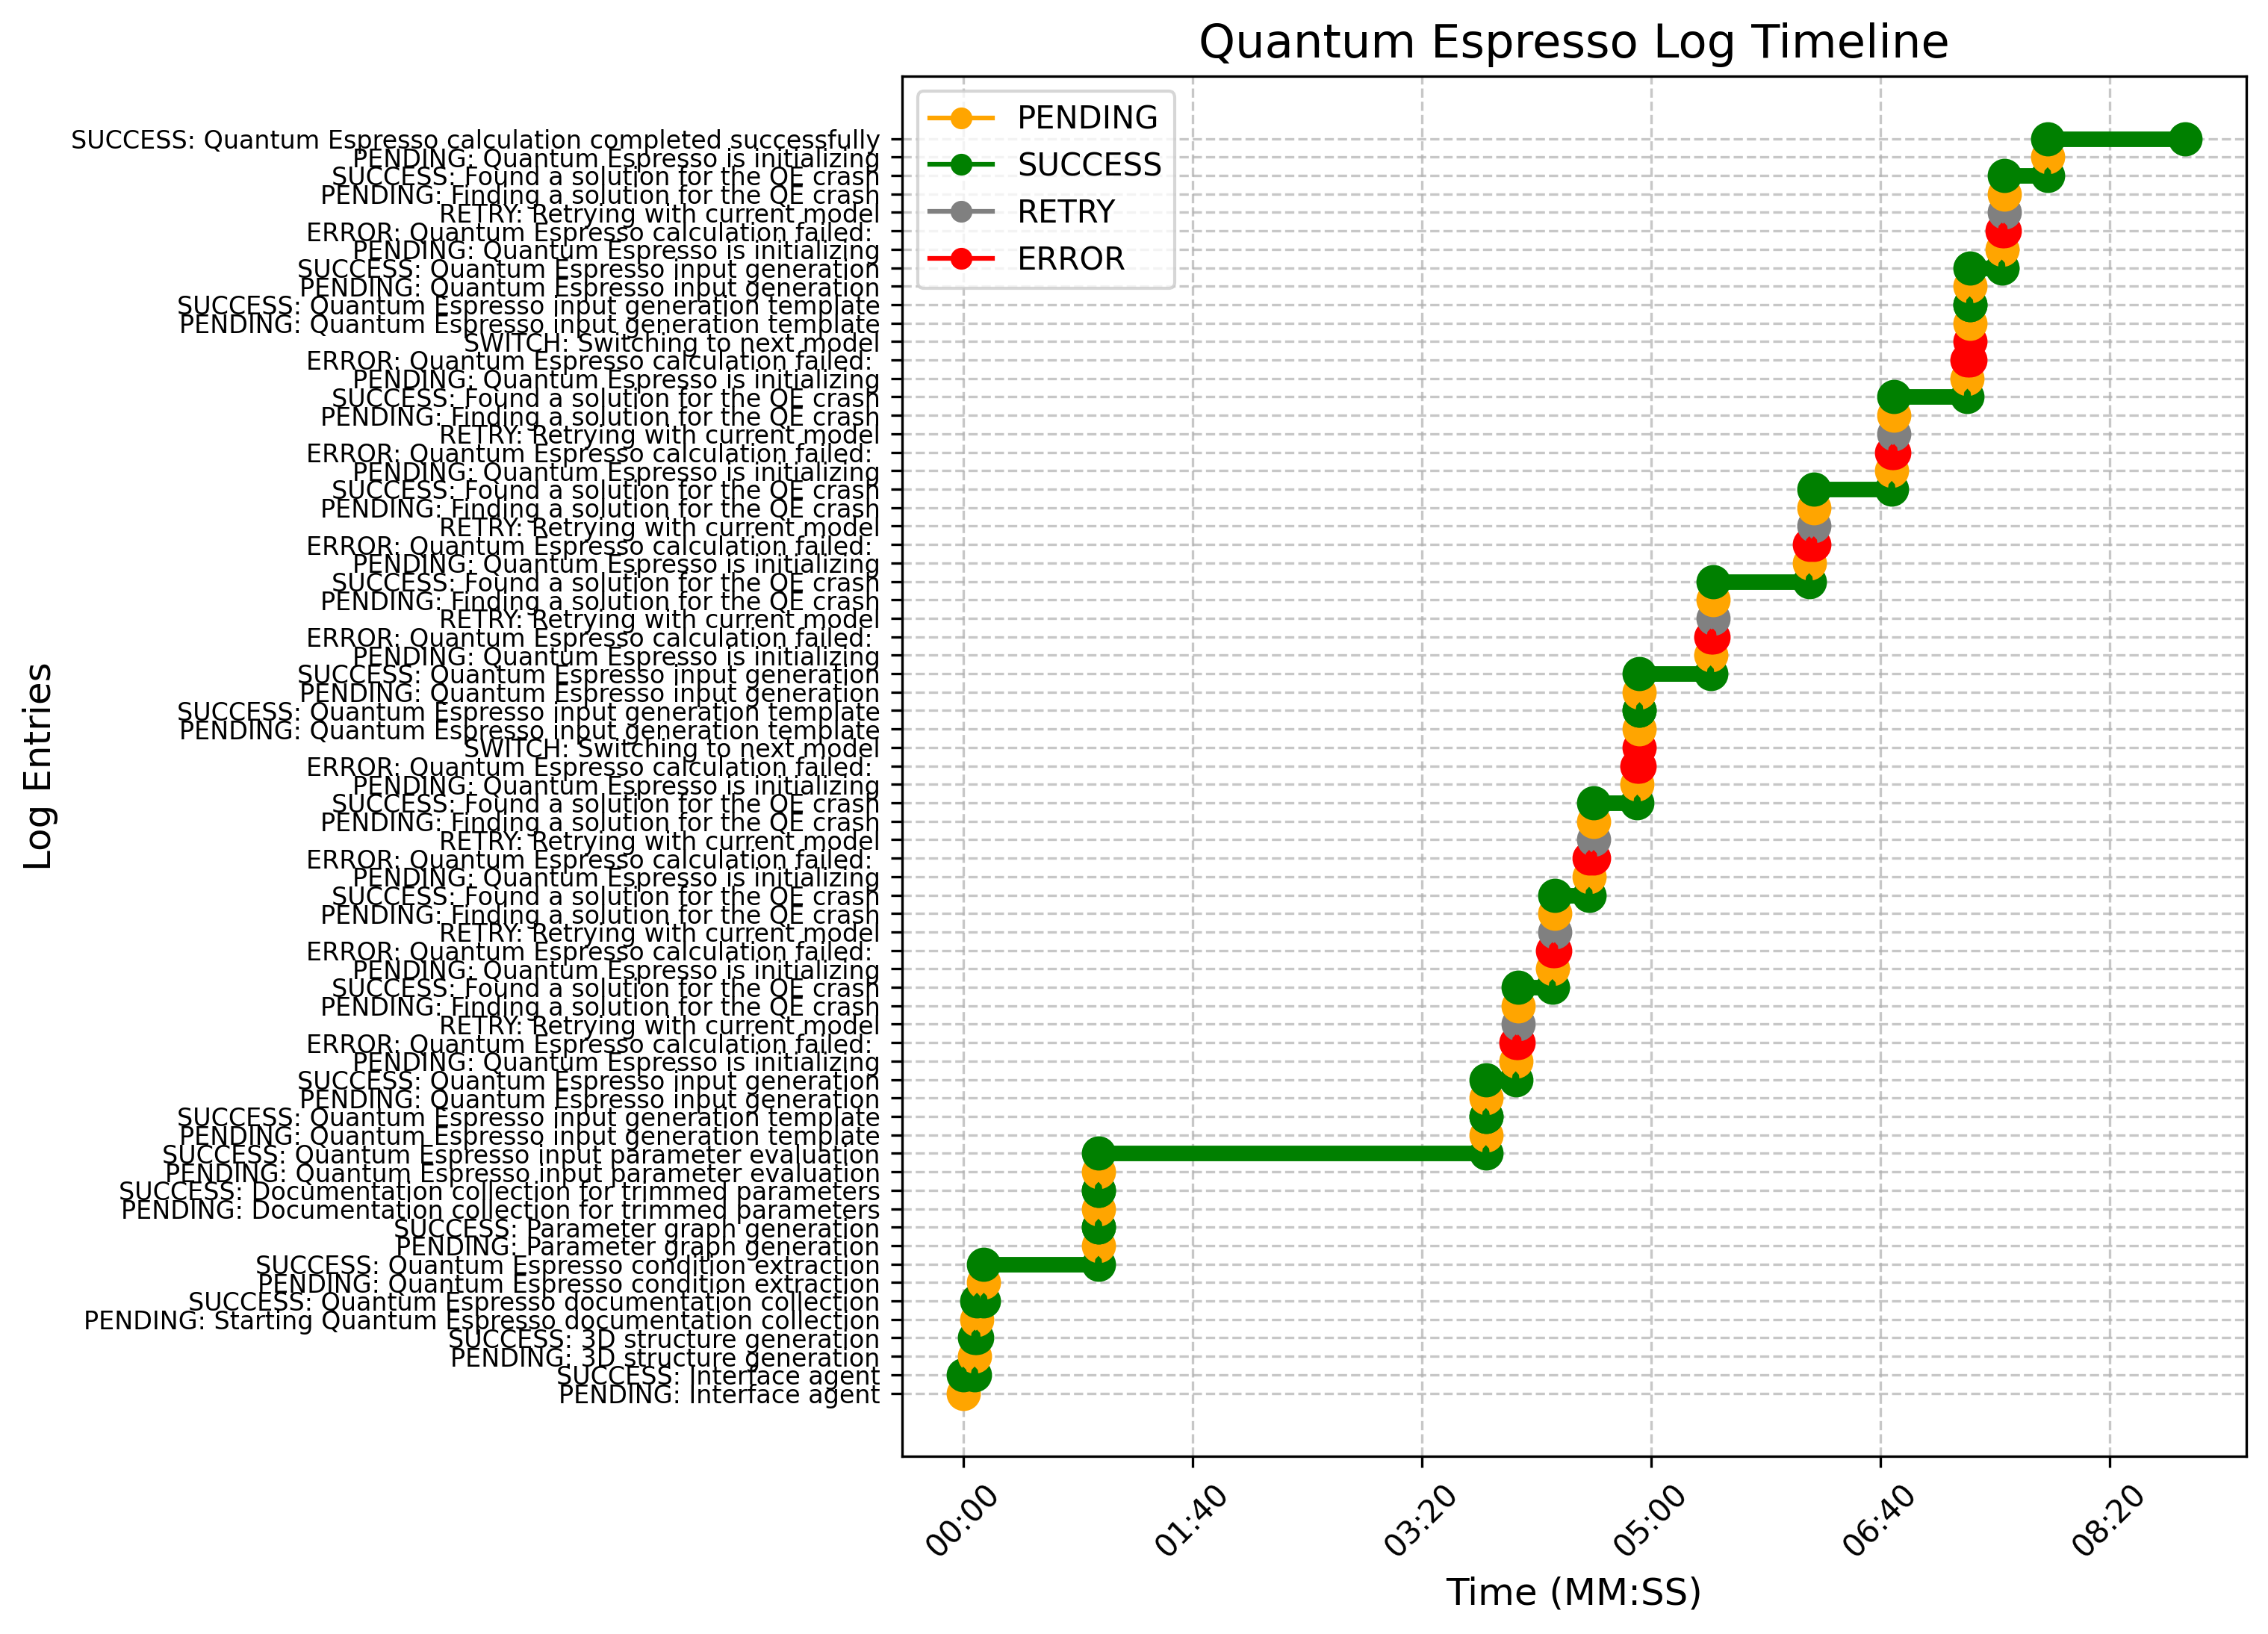 Quantum Espresso Log Timeline
PENDING
SUCCESS
RETRY
ERROR
SUCCESS: Quantum Espresso calculation completed successfully
PENDING: Quantum Espresso is initializing
SUCCESS: Found a solution for the QE crash
PENDING: Finding a solution for the QE crash
RETRY: Retrying with current model
ERROR: Quantum Espresso calculation failed:
PENDING: Quantum Espresso is initializing
SUCCESS: Quantum Espresso input generation
PENDING: Quantum Espresso input generation
SUCCESS: Quantum Espresso input generation template
PENDING: Quantum Espresso input generation template
SWITCH: Switching to next model
ERROR: Quantum Espresso calculation failed:
PENDING: Quantum Espresso is initializing
SUCCESS: Found a solution for the QE crash
PENDING: Finding a solution for the QE crash
RETRY: Retrying with current model
ERROR: Quantum Espresso calculation failed:
PENDING: Quantum Espresso is initializing
SUCCESS: Found a solution for the QE crash
PENDING: Finding a solution for the QE crash
RETRY: Retrying with current model
ERROR: Quantum Espresso calculation failed:
PENDING: Quantum Espresso is initializing
SUCCESS: Found a solution for the QE crash
PENDING: Finding a solution for the QE crash
RETRY: Retrying with current model
ERROR: Quantum Espresso calculation failed:
PENDING: Quantum Espresso is initializing
SUCCESS: Quantum Espresso input generation
PENDING: Quantum Espresso input generation
SUCCESS: Quantum Espresso input generation template
PENDING: Quantum Espresso input generation template
SWITCH: Switching to next model
ERROR: Quantum Espresso calculation failed:
PENDING: Quantum Espresso is initializing
SUCCESS: Found a solution for the QE crash
PENDING: Finding a solution for the QE crash
RETRY: Retrying with current model
ERROR: Quantum Espresso calculation failed:
PENDING: Quantum Espresso is initializing
SUCCESS: Found a solution for the QE crash
PENDING: Finding a solution for the QE crash
RETRY: Retrying with current model
ERROR: Quantum Espresso calculation failed:
PENDING: Quantum Espresso is initializing
SUCCESS: Found a solution for the QE crash
PENDING: Finding a solution for the QE crash
RETRY: Retrying with current model
ERROR: Quantum Espresso calculation failed:
PENDING: Quantum Espresso is initializing
SUCCESS: Quantum Espresso input generation
PENDING: Quantum Espresso input generation
SUCCESS: Quantum Espresso input generation template
PENDING: Quantum Espresso input generation template
SUCCESS: Quantum Espresso input parameter evaluation
PENDING: Quantum Espresso input parameter evaluation
SUCCESS: Documentation collection for trimmed parameters
PENDING: Documentation collection for trimmed parameters
SUCCESS: Parameter graph generation
PENDING: Parameter graph generation
SUCCESS: Quantum Espresso condition extraction
PENDING: Quantum Espresso condition extraction
SUCCESS: Quantum Espresso documentation collection
PENDING: Starting Quantum Espresso documentation collection
SUCCESS: 3D structure generation
PENDING: 3D structure generation
SUCCESS: Interface agent
PENDING: Interface agent
Log Entries
00:00
01:40
03:20
05:00
06:40
08:20
Time (MM:SS)